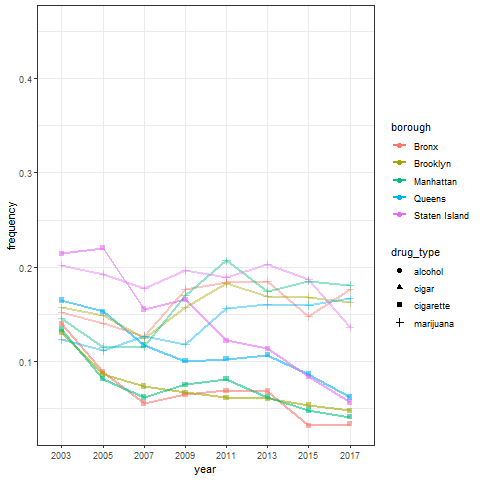 0.4
0.3
0.2
0.1
frequency
2003 2005 2007 2009 2011 2013 2015 2017
year
borough
Bronx
Brooklyn
Manhattan
Queens
Staten Island
drug_type
alcohol
cigar
cigarette
marijuana